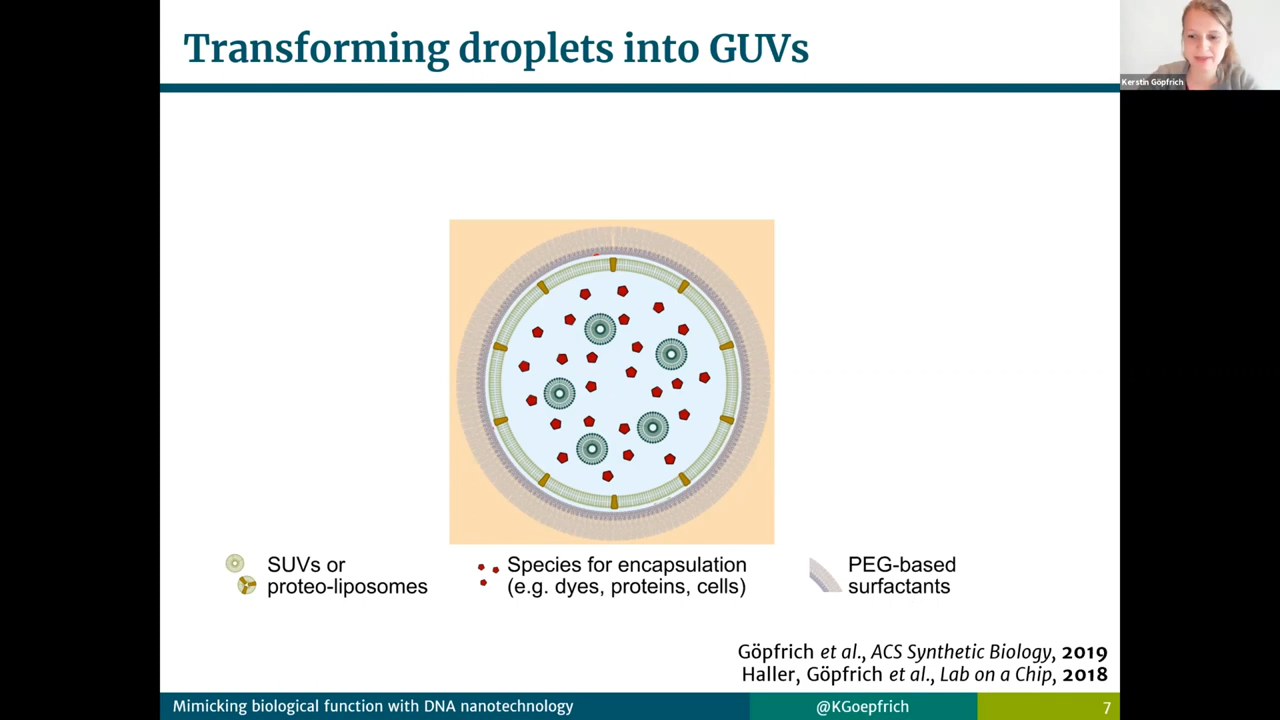 Transforming droplets into GUVs
Kerstin Göpfrich
SUVs or
proteo-liposomes
Species for encapsulation
(e.g. dyes, proteins, cells)
PEG-based
surfactants
Göpfrich et al., ACS Synthetic Biology, 2019
Haller, Göpfrich et al., Lab on a Chip, 2018
Mimicking biological function with DNA nanotechnology
@KGoepfrich
7